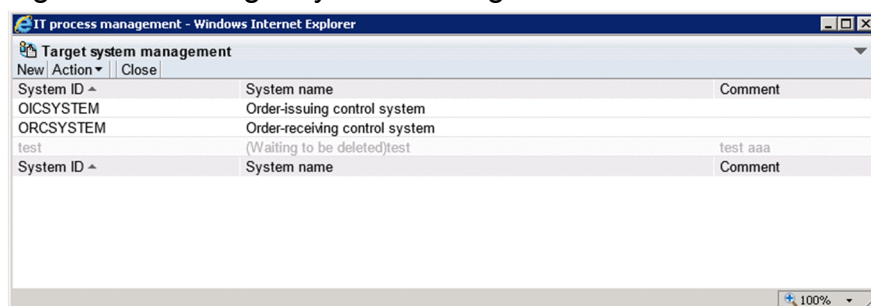 IT process management - Windows Internet Explorer
Target system management
New Action Close
System ID System name Comment
OICSYSTEM Order-issuing control system
ORCSYSTEM Order-receiving control system
test (Waiting to be deleted)test test aaa
System ID System name Comment
100%